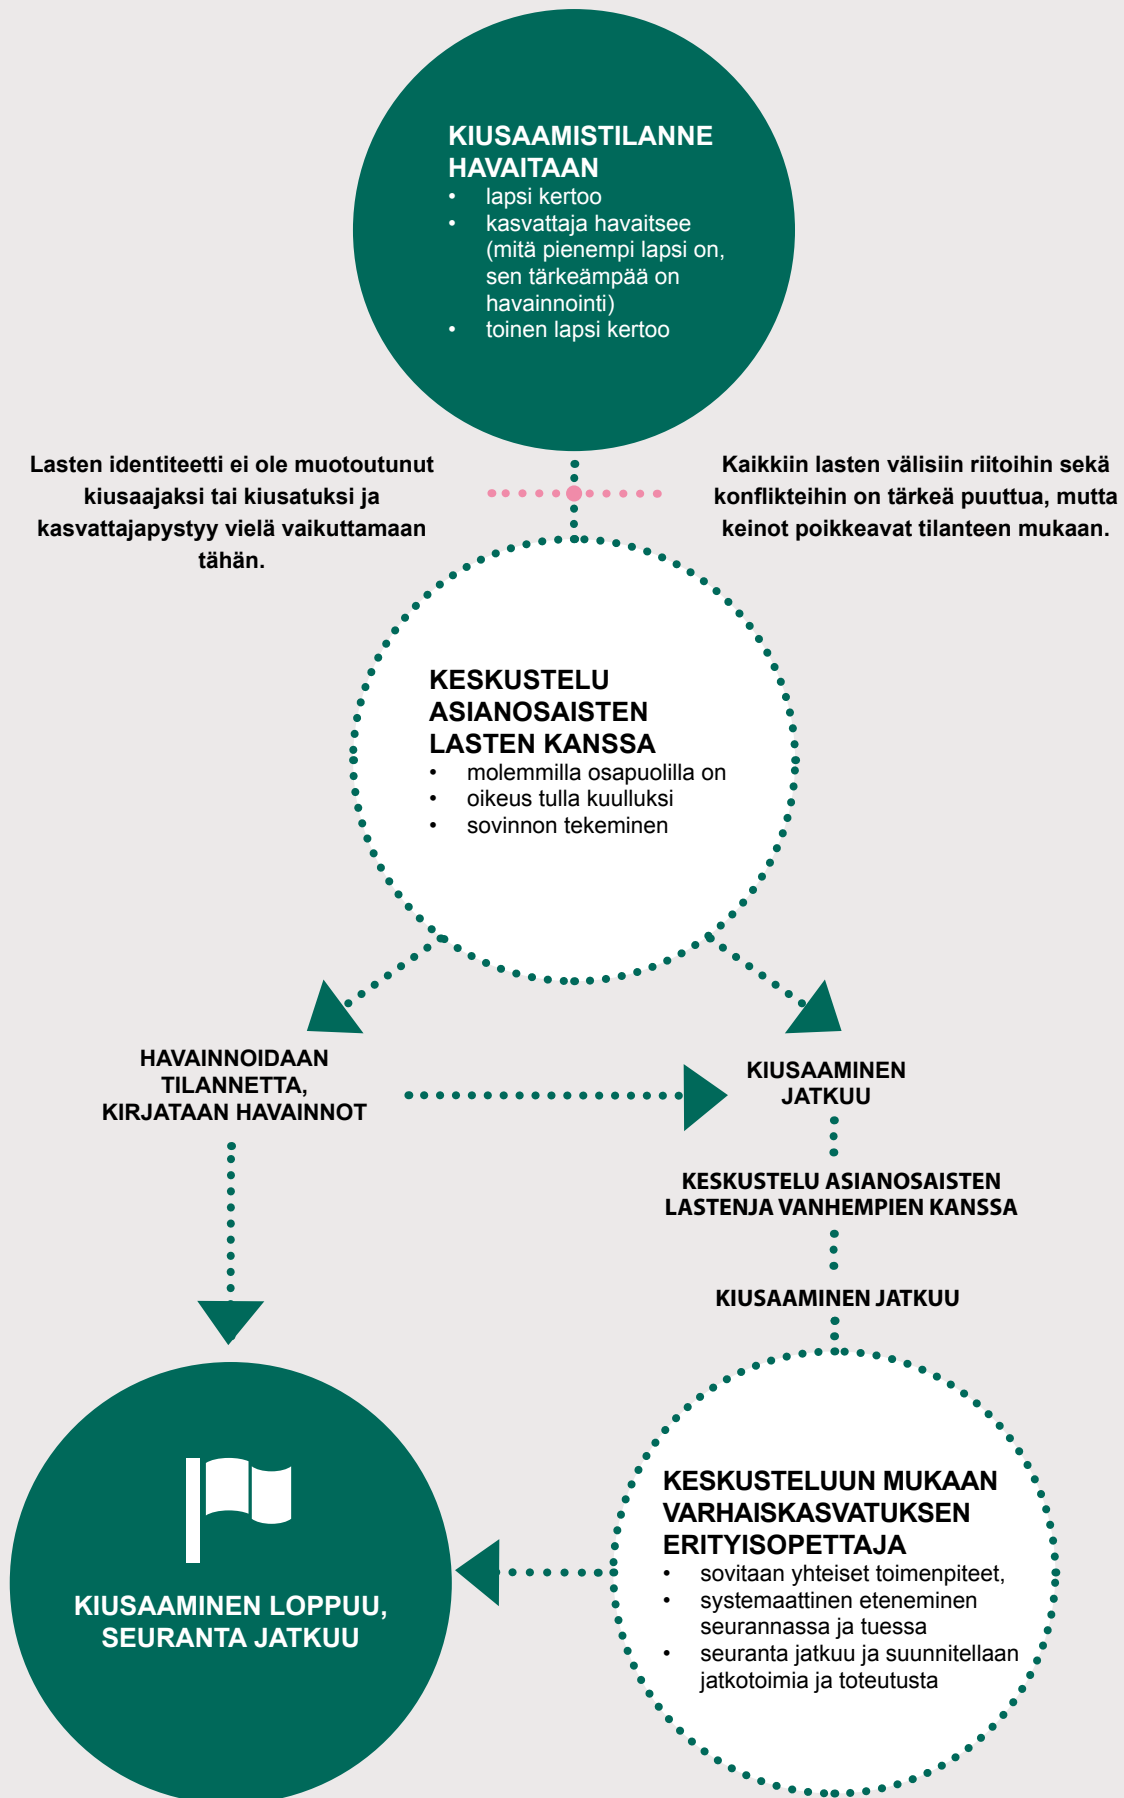 KIUSAAMISTILANNE
HAVAITAAN
• lapsi kertoo
• kasvattaja havaitsee
(mitä pienempi lapsi on,
sen tärkeämpää on
havainnointi)
• toinen lapsi kertoo
Lasten identiteetti ei ole muotoutunut
kiusaajaksi tai kiusatuksi ja
kasvattajapystyy vielä vaikuttamaan
tähän.
Kaikkiin lasten välisiin riitoihin sekä
konflikteihin on tärkeä puuttua, mutta
keinot poikkeavat tilanteen mukaan.
KESKUSTELU
ASIANOSAISTEN
LASTEN KANSSA
• molemmilla osapuolilla on
• oikeus tulla kuulluksi
• sovinnon tekeminen
HAVAINNOIDAAN
TILANNETTA,
KIRJATAAN HAVAINNOT
KIUSAAMINEN
JATKUU
KESKUSTELU ASIANOSAISTEN
LASTENJA VANHEMPIEN KANSSA
KIUSAAMINEN JATKUU
KESKUSTELUUN MUKAAN
VARHAISKASVATUKSEN
ERITYISOPETTAJA
• sovitaan yhteiset toimenpiteet,
• systemaattinen eteneminen
seurannassa ja tuessa
• seuranta jatkuu ja suunnitellaan
jatkotoimia ja toteutusta
KIUSAAMINEN LOPPUU,
SEURANTA JATKUU